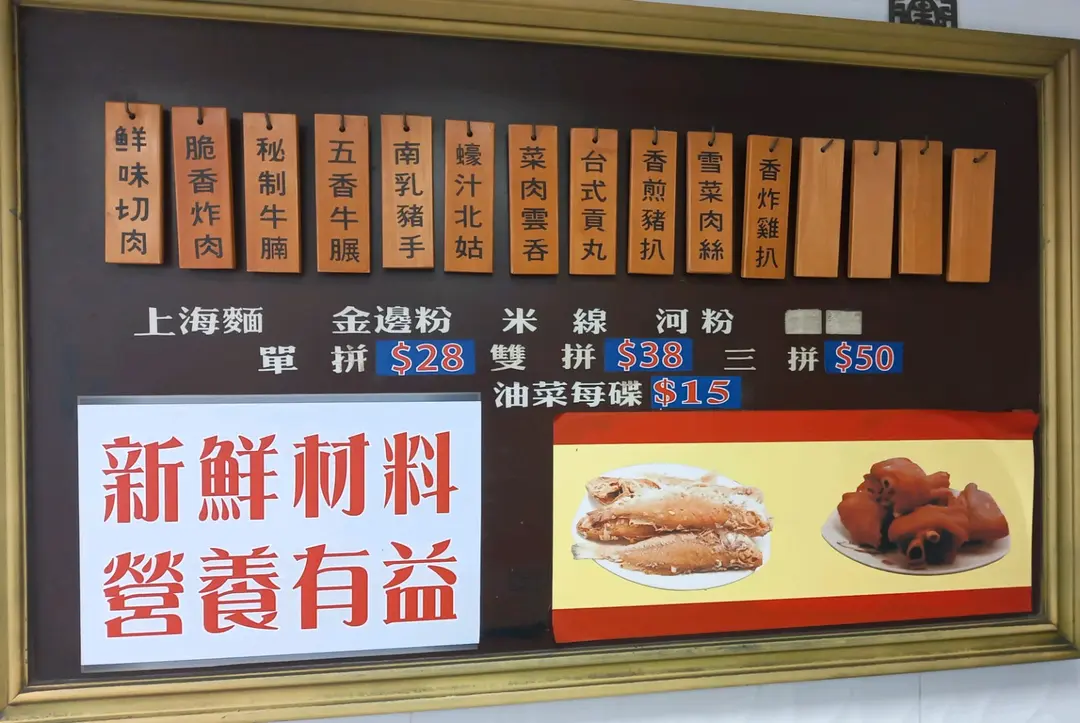 鮮味切肉
脆香炸肉
秘制牛腩
五香牛𦟌
南乳豬手
蠔汁北姑
菜肉雲呑
台式貢丸
香煎豬扒
雪菜肉絲
香炸雞扒
上海麵 金邊粉 米線 河粉
單拼 $28 雙拼 $38 三拼 $50
油菜每碟 $15
新鮮材料
營養有益